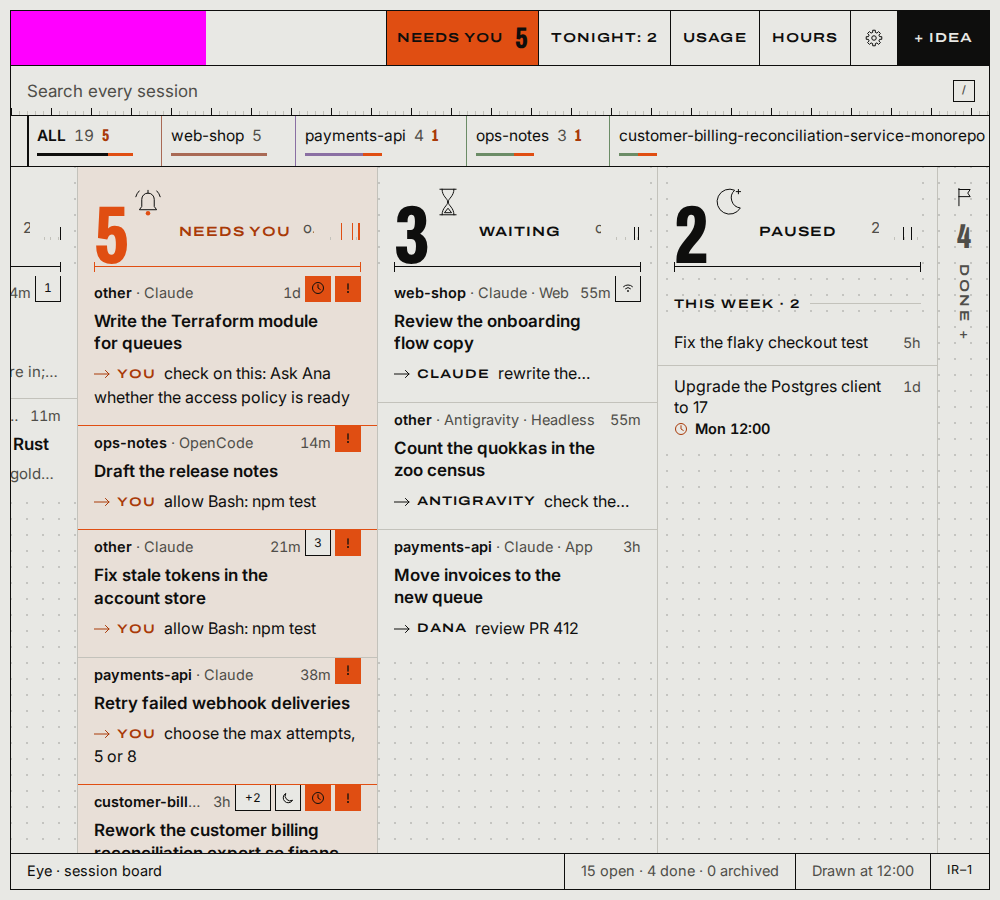 NEEDS YOU 5 TONIGHT: 2 USAGE HOURS + IDEA
Search every session /
ALL 19 5 web-shop 5 payments-api 4 1 ops-notes 3 1 customer-billing-reconciliation-service-monorepo
2
4m 1
re in;...
.. 11m
Rust
gold...
5 NEEDS YOU
other · Claude 1d !
Write the Terraform module
for queues
→ YOU check on this: Ask Ana
whether the access policy is ready
ops-notes · OpenCode 14m !
Draft the release notes
→ YOU allow Bash: npm test
other · Claude 21m 3 !
Fix stale tokens in the
account store
→ YOU allow Bash: npm test
payments-api · Claude 38m !
Retry failed webhook deliveries
→ YOU choose the max attempts,
5 or 8
customer-bill... 3h +2 !
Rework the customer billing
reconciliation export so finance
3 WAITING
web-shop · Claude · Web 55m
Review the onboarding
flow copy
→ CLAUDE rewrite the...
other · Antigravity · Headless 55m
Count the quokkas in the
zoo census
→ ANTIGRAVITY check the...
payments-api · Claude · App 3h
Move invoices to the
new queue
→ DANA review PR 412
2 PAUSED 2
THIS WEEK · 2
Fix the flaky checkout test 5h
Upgrade the Postgres client 1d
to 17
Mon 12:00
4 DONE +
Eye · session board 15 open · 4 done · 0 archived Drawn at 12:00 IR–1